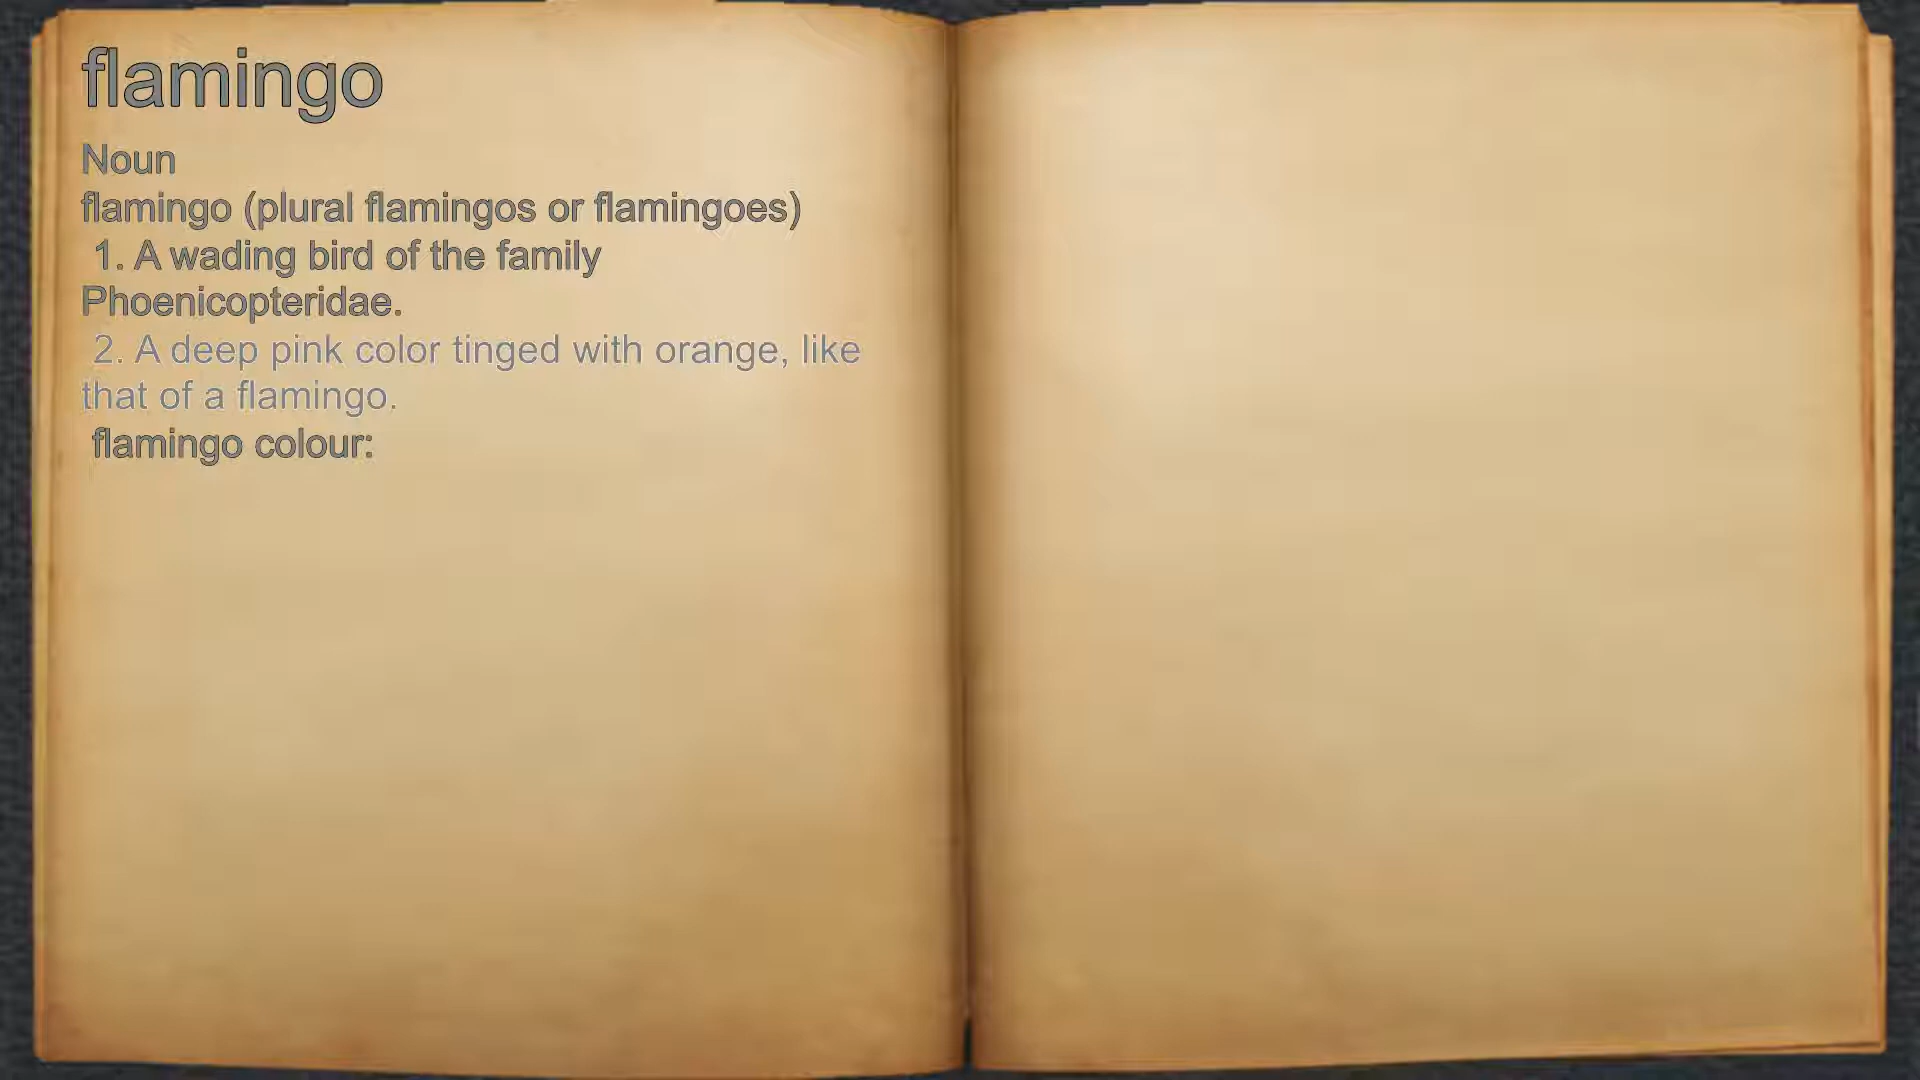 flamingo
Noun
flamingo (plural flamingos or flamingoes)
1. A wading bird of the family
Phoenicopteridae.
2. A deep pink color tinged with orange, like
that of a flamingo.
flamingo colour: